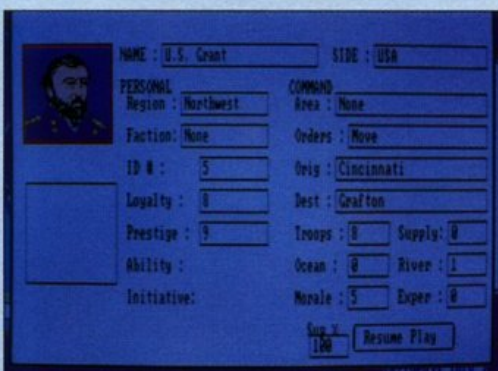 NAME : U.S. Grant SIDE : USA
PERSONAL COMMAND
Region : Northwest Area : None
Faction: None Orders : Move
ID # : 5 Orig : Cincinnati
Loyalty : 8 Dest : Grafton
Prestige : 9 Troops : 8 Supply: 0
Ability : Ocean : 0 River : 1
Initiative: Morale : 5 Exper : 0
Sup %
100 Resume Play